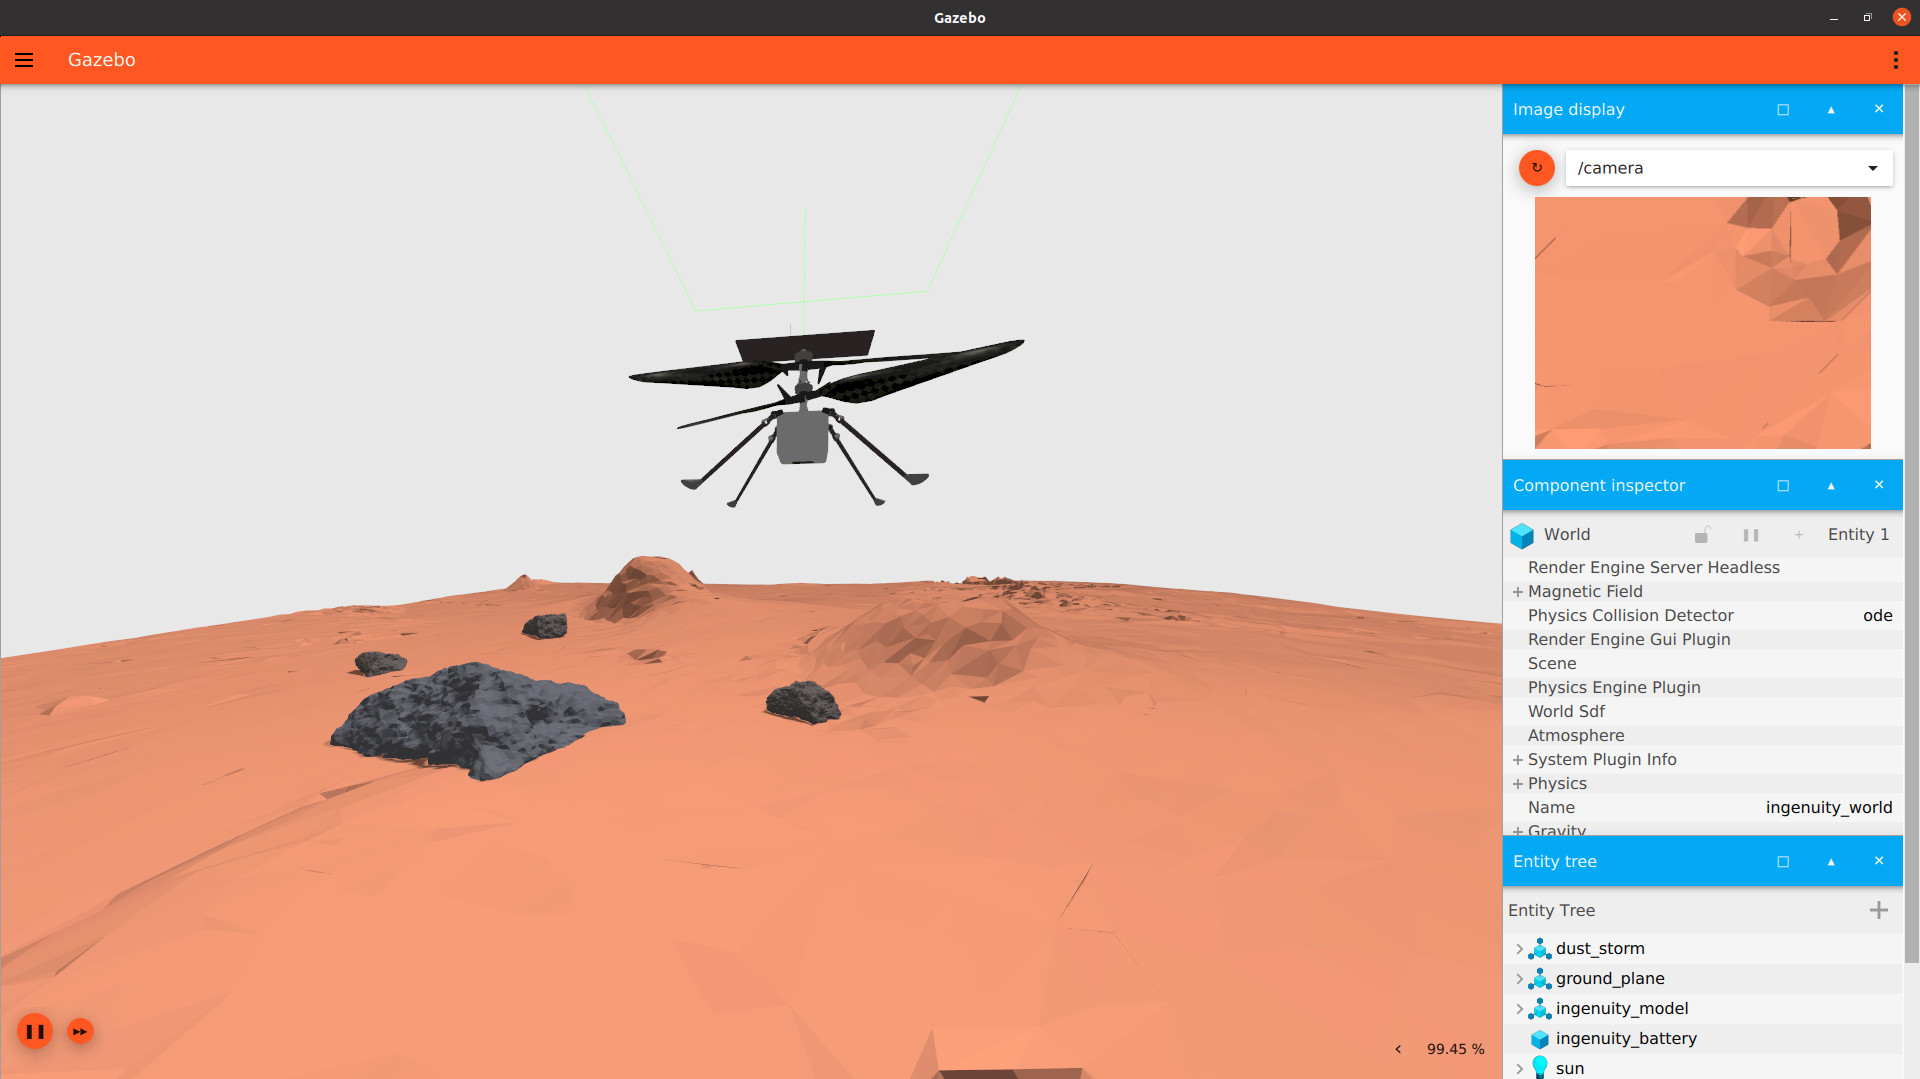 Gazebo
Gazebo
Image display
/camera
Component inspector
World Entity 1
Render Engine Server Headless
Magnetic Field
Physics Collision Detector ode
Render Engine Gui Plugin
Scene
Physics Engine Plugin
World Sdf
Atmosphere
System Plugin Info
Physics
Name ingenuity_world
Gravity
Entity tree
Entity Tree
dust_storm
ground_plane
ingenuity_model
ingenuity_battery
sun
99.45 %